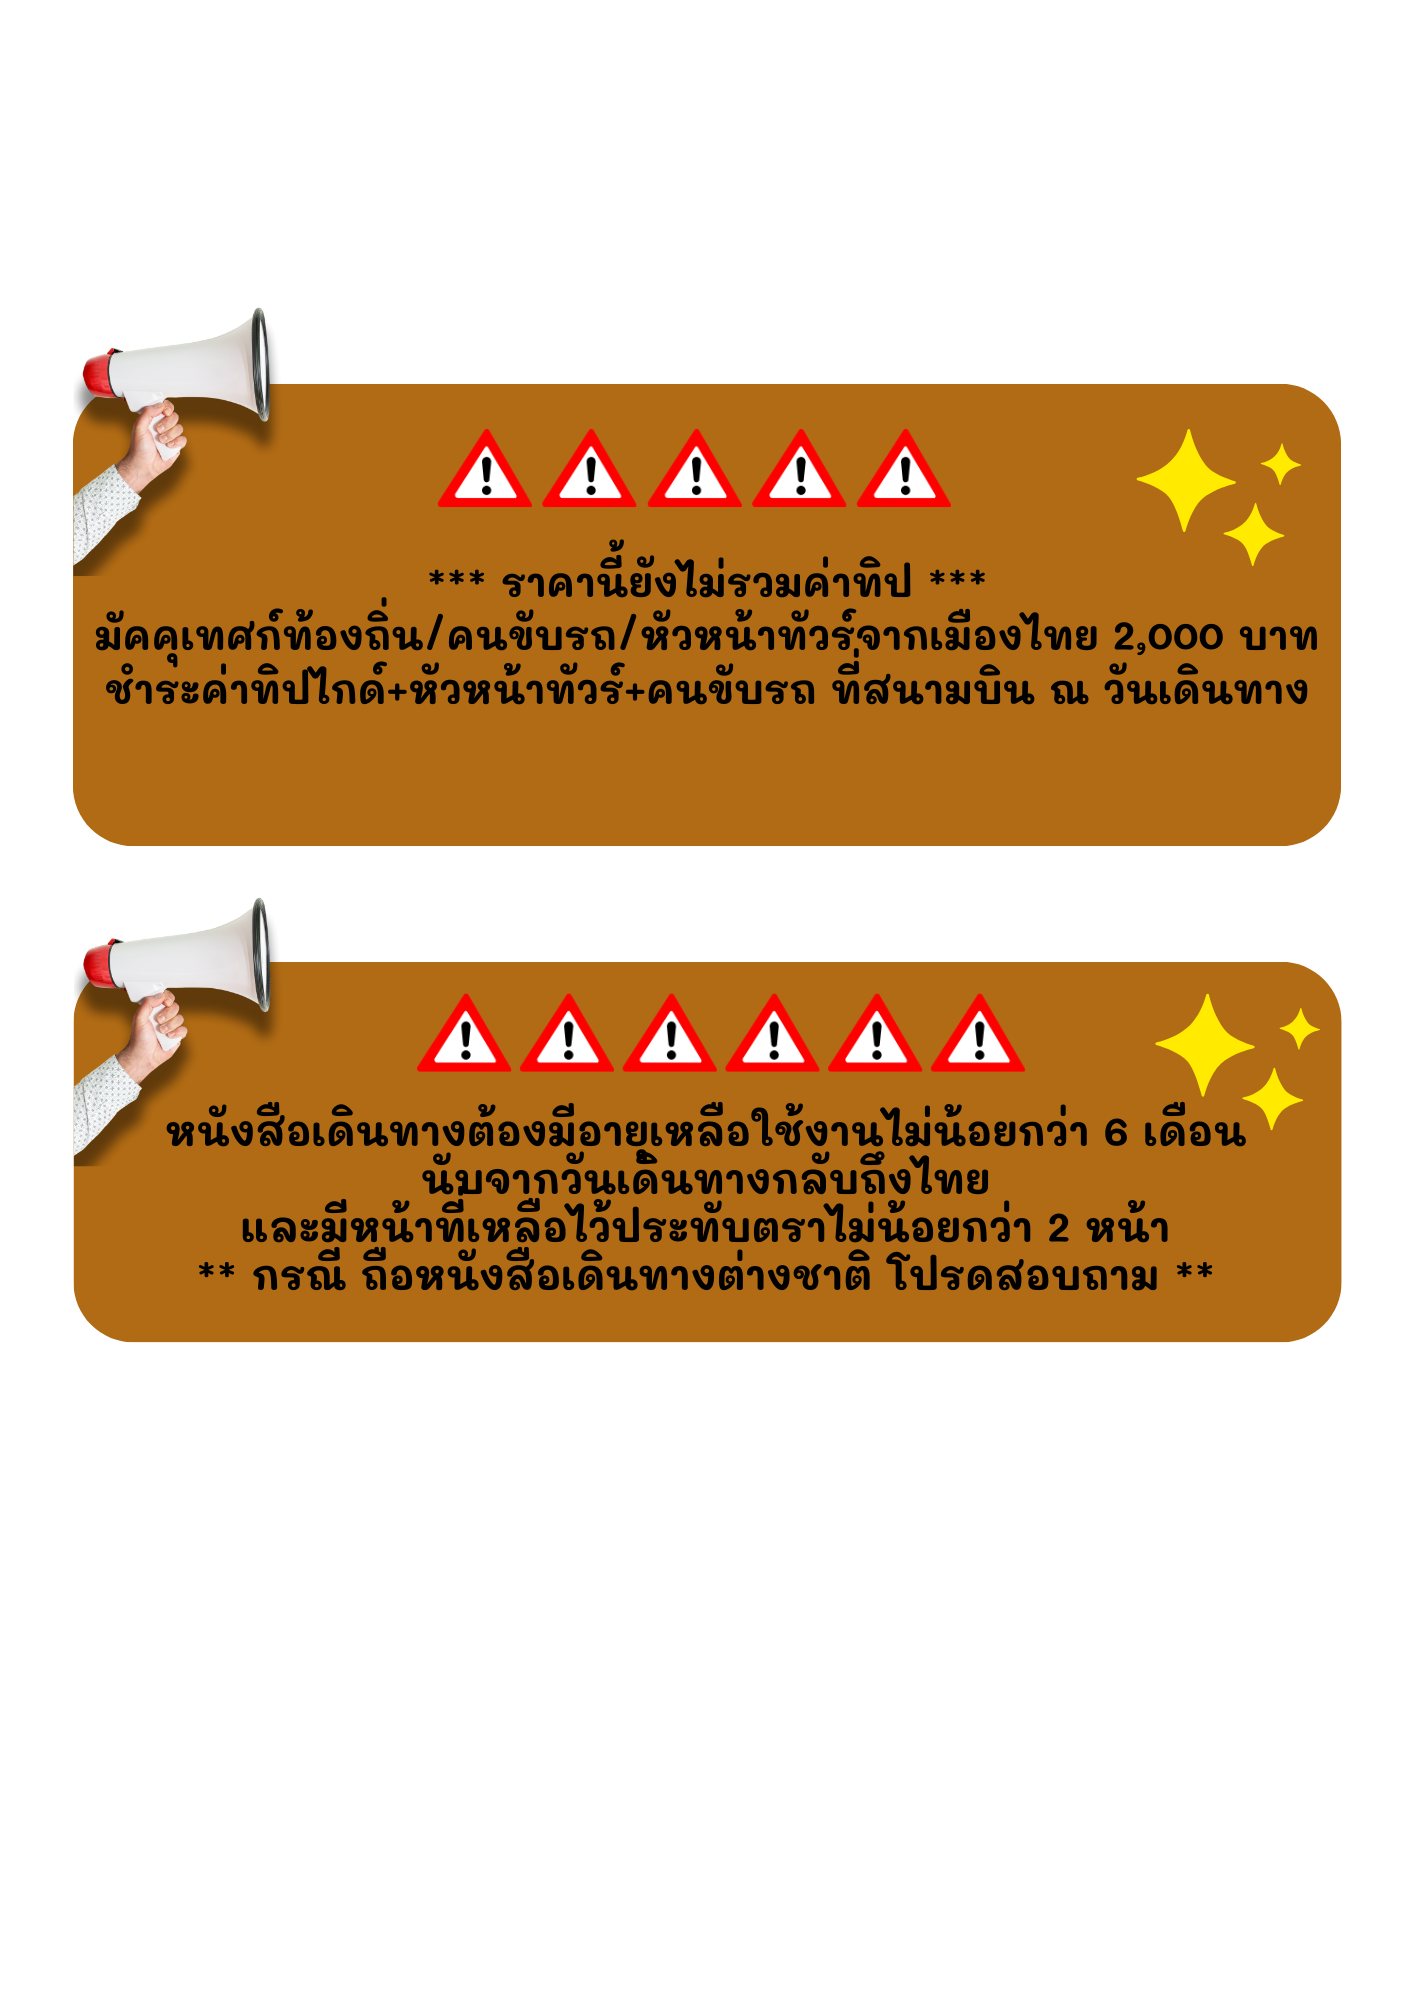 *** ราคานี้ยังไม่รวมค่าทิป ***
มัคคุเทศก์ท้องถิ่น/คนขับรถ/หัวหน้าทัวร์จากเมืองไทย 2,000 บาท
ชำระค่าทิปไกด์+หัวหน้าทัวร์+คนขับรถ ที่สนามบิน ณ วันเดินทาง
หนังสือเดินทางต้องมีอายุเหลือใช้งานไม่น้อยกว่า 6 เดือน
นับจากวันเดินทางกลับถึงไทย
และมีหน้าที่เหลือไว้ประทับตราไม่น้อยกว่า 2 หน้า
** กรณี ถือหนังสือเดินทางต่างชาติ โปรดสอบถาม **